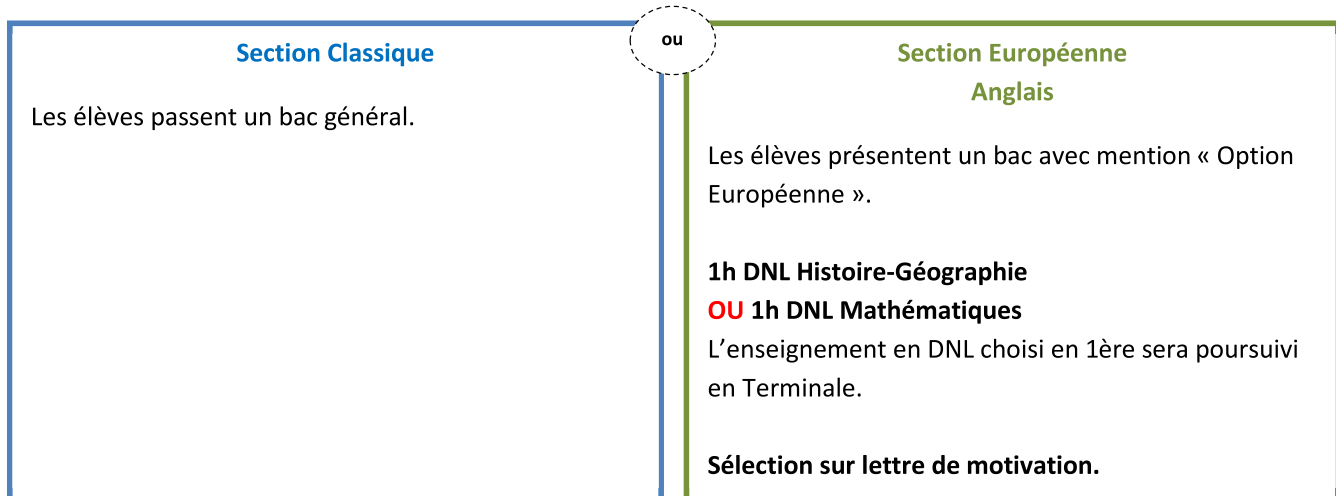 Section Classique
Les élèves passent un bac général.
ou
Section Européenne
Anglais
Les élèves présentent un bac avec mention « Option
Européenne ».
1h DNL Histoire-Géographie
OU 1h DNL Mathématiques
L’enseignement en DNL choisi en 1ère sera poursuivi
en Terminale.
Sélection sur lettre de motivation.